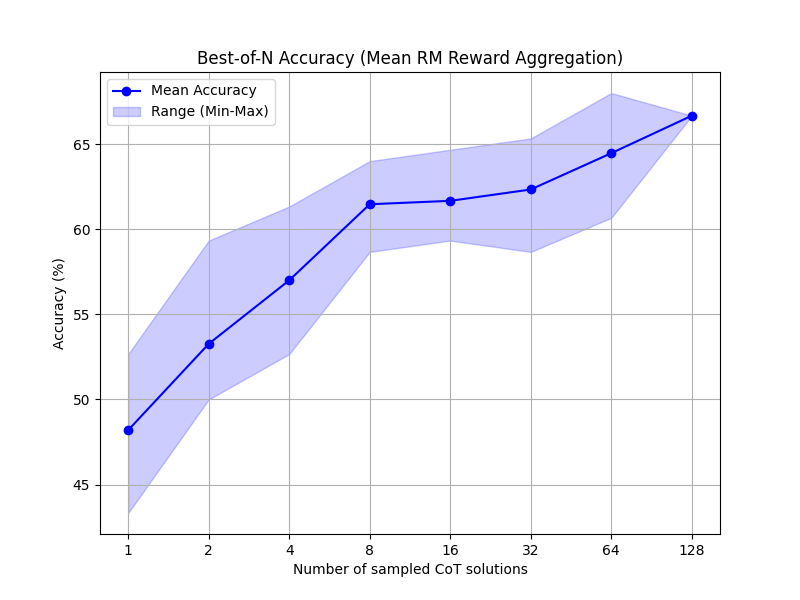 Best-of-N Accuracy (Mean RM Reward Aggregation)
Mean Accuracy
Range (Min-Max)
65
60
55
50
45
Accuracy (%)
1 2 4 8 16 32 64 128
Number of sampled CoT solutions